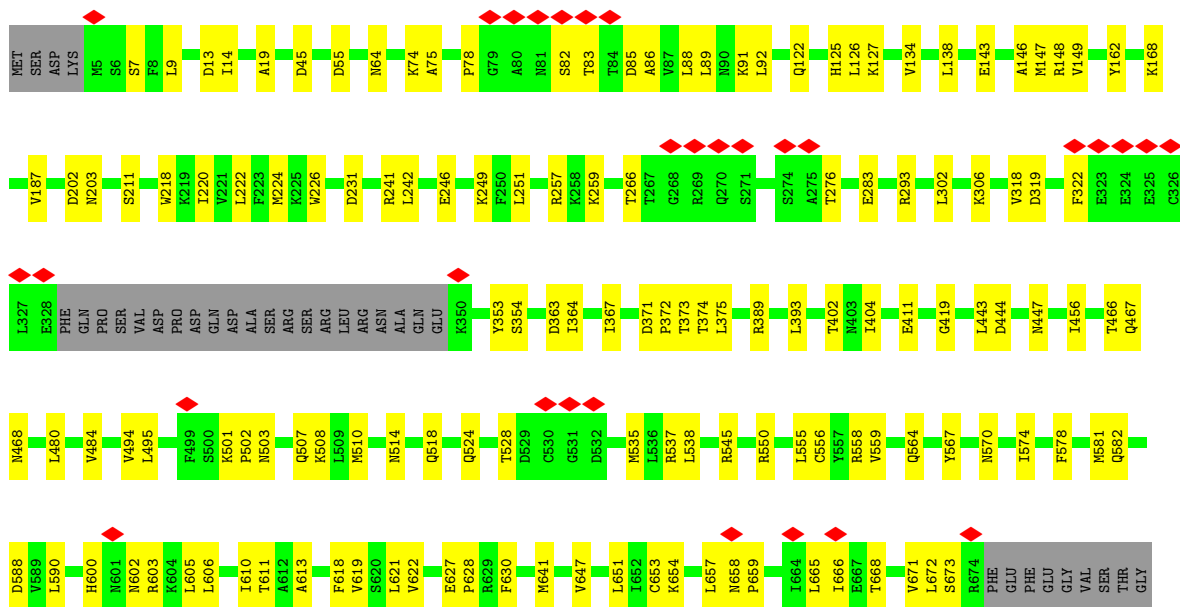 MET SER ASP LYS M5 S6 S7 F8 L9 D13 I14 A19 D45 D55 N64 K74 A75 P78 G79 A80 N81 S82 T83 T84 D85 A86 V87 L88 L89 N90 K91 L92 Q122 H125 L126 K127 V134 L138 E143 A146 M147 R148 V149 Y162 K168
V187 D202 N203 S211 W218 K219 I220 V221 L222 F223 M224 K225 W226 D231 R241 L242 E246 K249 F250 L251 R257 K258 K259 T266 T267 G268 R269 Q270 S271 S274 A275 T276 E283 R293 L302 K306 V318 D319 F322 E323 E324 E325 C326
L327 E328 PHE GLN PRO SER VAL ASP PRO ASP GLN ASP ALA SER ARG SER ARG LEU ARG ASN ALA GLN GLU K350 Y353 S354 D363 I364 I367 D371 P372 T373 T374 L375 R389 L393 T402 N403 I404 E411 G419 L443 D444 N447 I456 T466 Q467
N468 L480 V484 V494 L495 F499 S500 K501 P502 N503 Q507 K508 L509 M510 N514 Q518 Q524 T528 D529 C530 G531 D532 M535 L536 R537 L538 R545 R550 L555 C556 Y557 R558 V559 Q564 Y567 N570 I574 F578 M581 Q582
D588 V589 L590 H600 N601 N602 R603 K604 L605 L606 I610 T611 A612 A613 F618 V619 S620 L621 V622 E627 P628 R629 F630 M641 V647 L651 I652 C653 K654 L657 N658 P659 I664 L665 I666 E667 T668 V671 L672 S673 R674 PHE GLU PHE GLU GLY VAL SER THR GLY